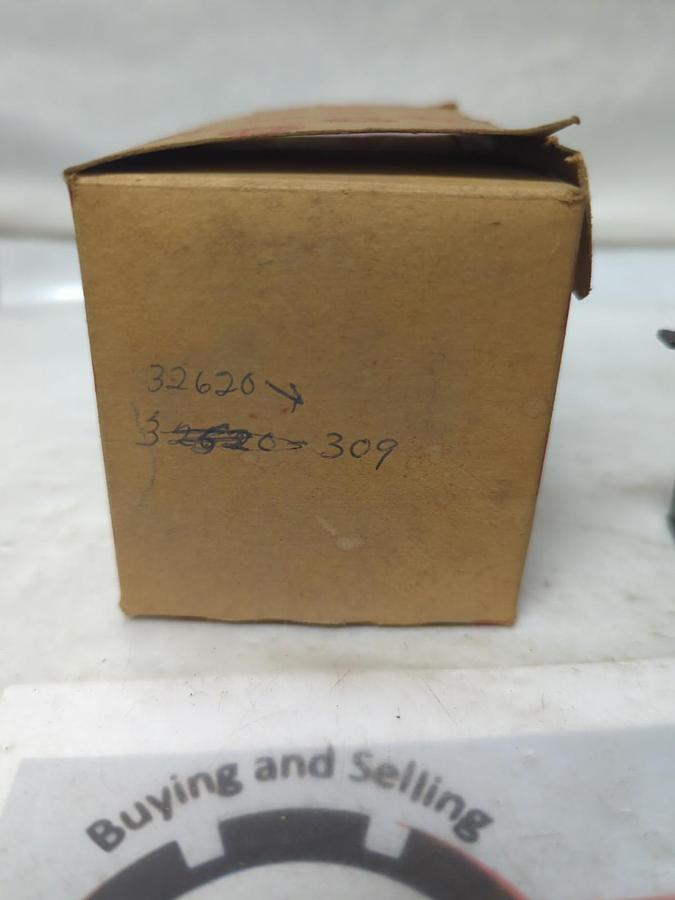 32620 →
32620 - 309
Buying and Selling